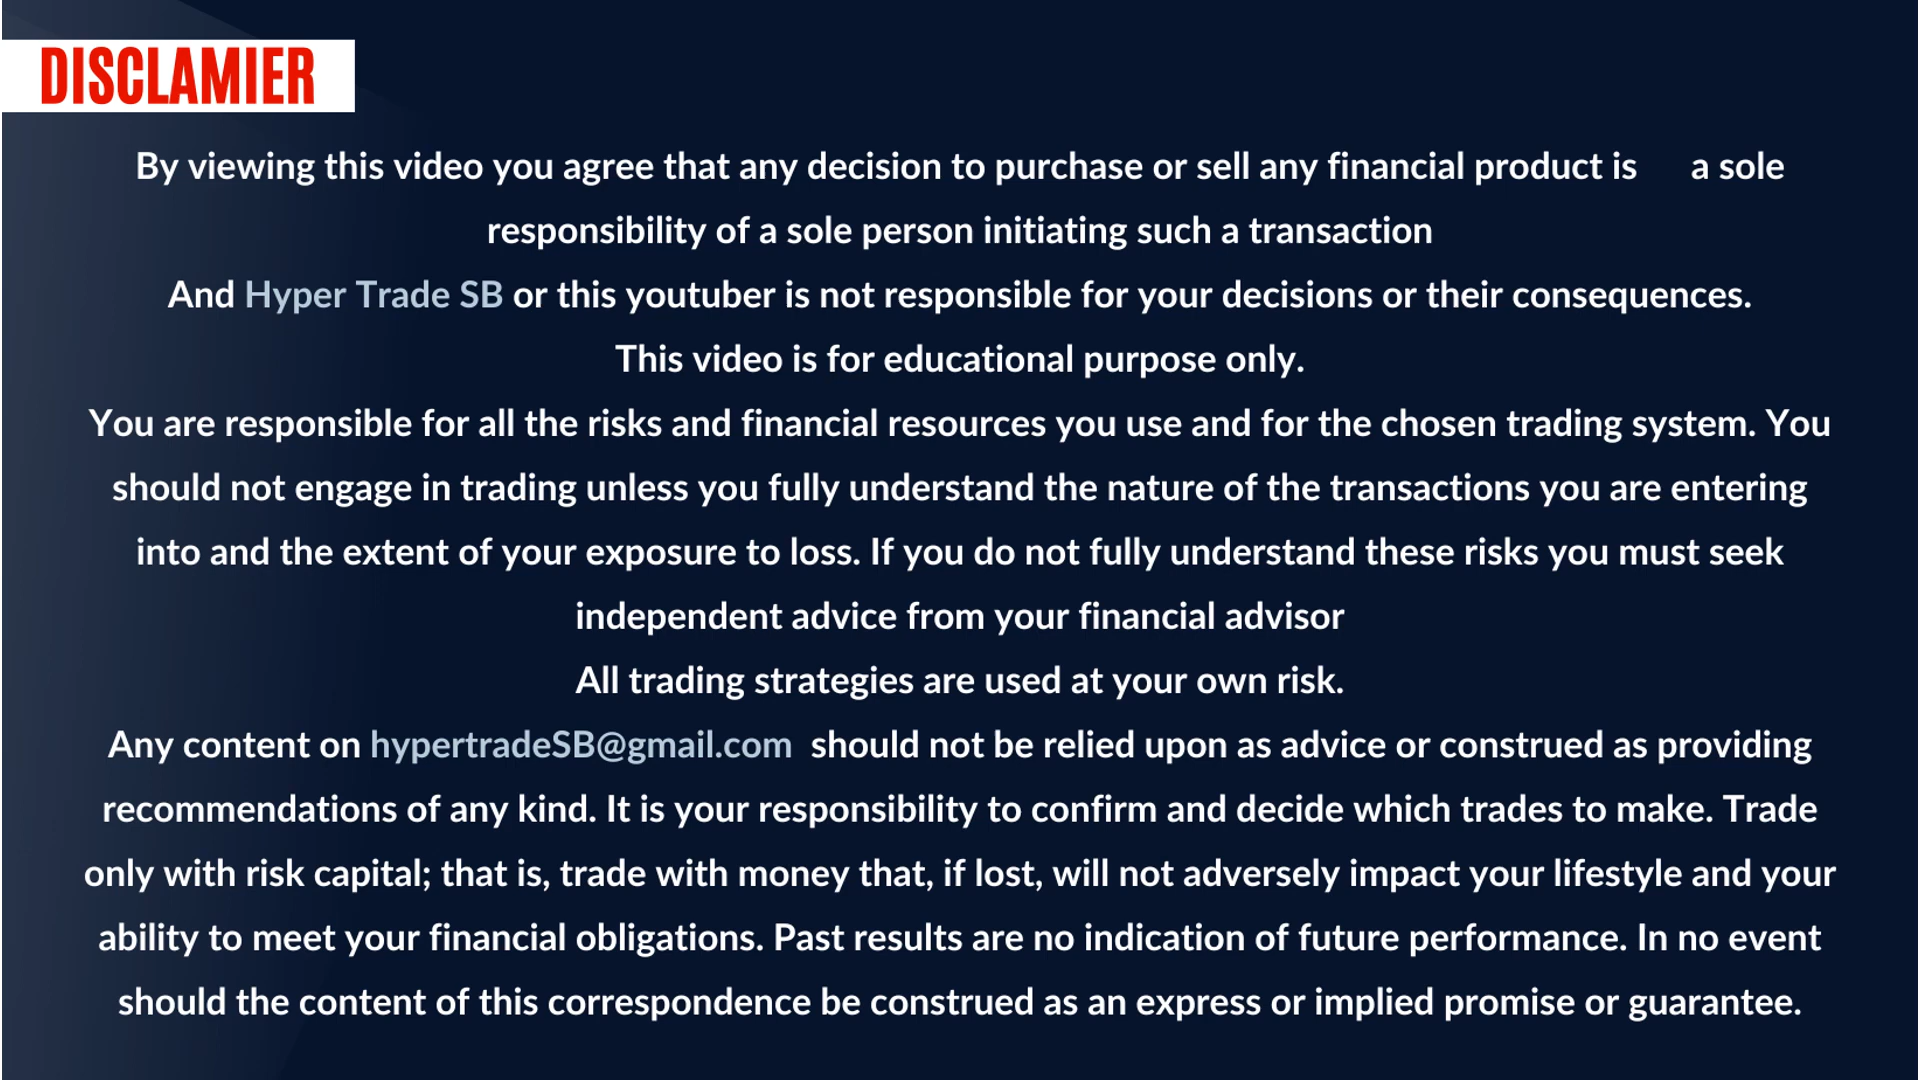 DISCLAMIER
By viewing this video you agree that any decision to purchase or sell any financial product is a sole
responsibility of a sole person initiating such a transaction
And Hyper Trade SB or this youtuber is not responsible for your decisions or their consequences.
This video is for educational purpose only.
You are responsible for all the risks and financial resources you use and for the chosen trading system. You
should not engage in trading unless you fully understand the nature of the transactions you are entering
into and the extent of your exposure to loss. If you do not fully understand these risks you must seek
independent advice from your financial advisor
All trading strategies are used at your own risk.
Any content on hypertradeSB@gmail.com should not be relied upon as advice or construed as providing
recommendations of any kind. It is your responsibility to confirm and decide which trades to make. Trade
only with risk capital; that is, trade with money that, if lost, will not adversely impact your lifestyle and your
ability to meet your financial obligations. Past results are no indication of future performance. In no event
should the content of this correspondence be construed as an express or implied promise or guarantee.